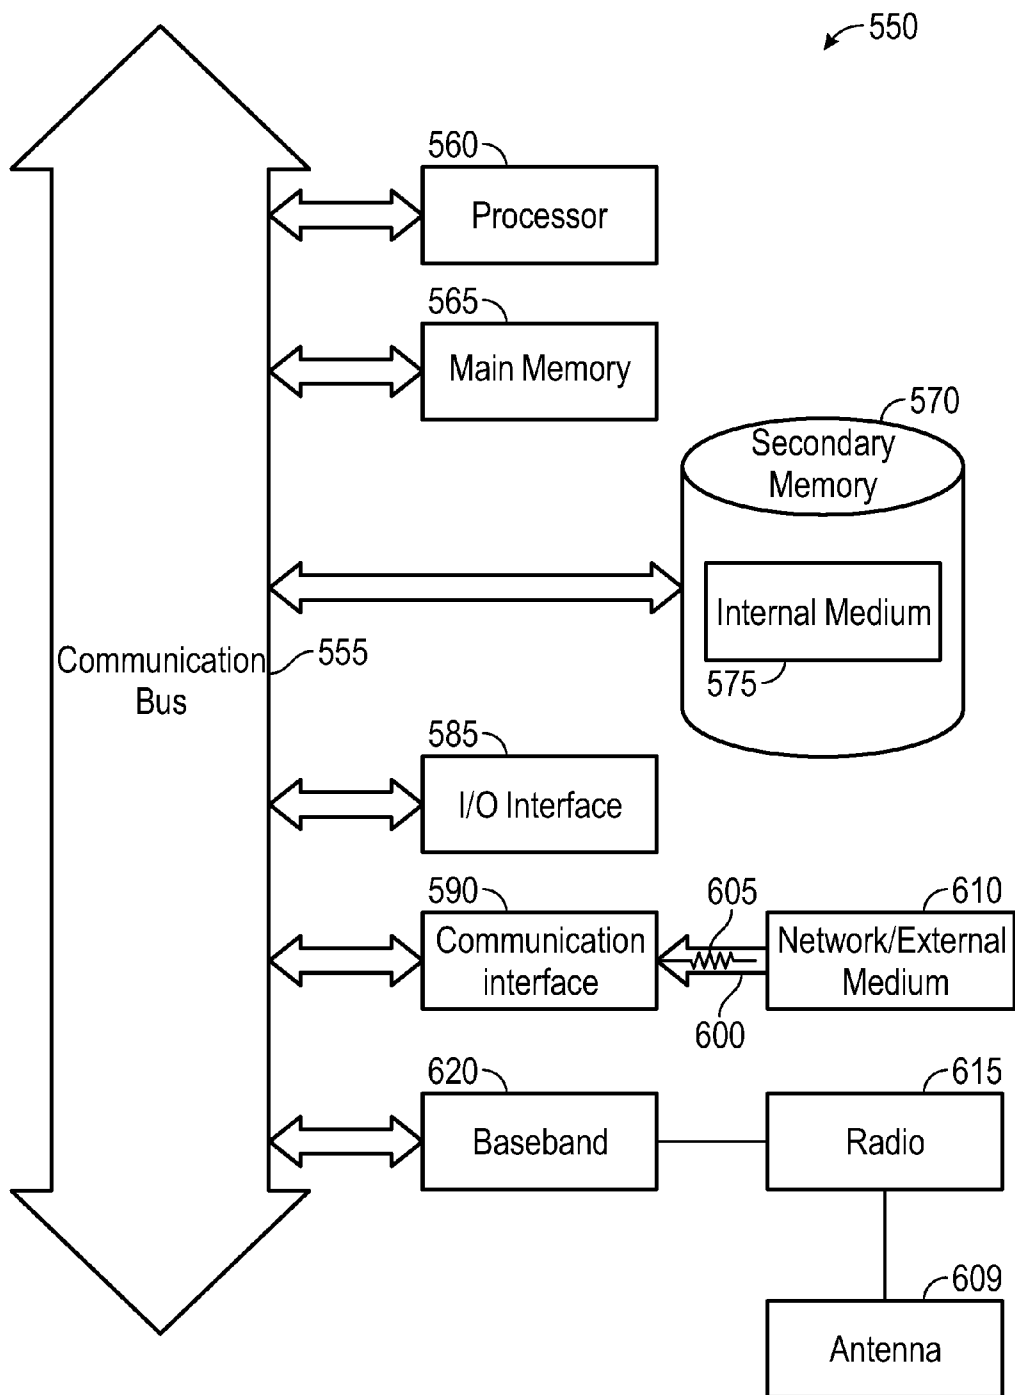 550
560
Processor
565
Main Memory
570
Secondary
Memory
Internal Medium
575
Communication
Bus
555
585
I/O Interface
590
Communication
interface
605
600
610
Network/External
Medium
620
Baseband
615
Radio
609
Antenna